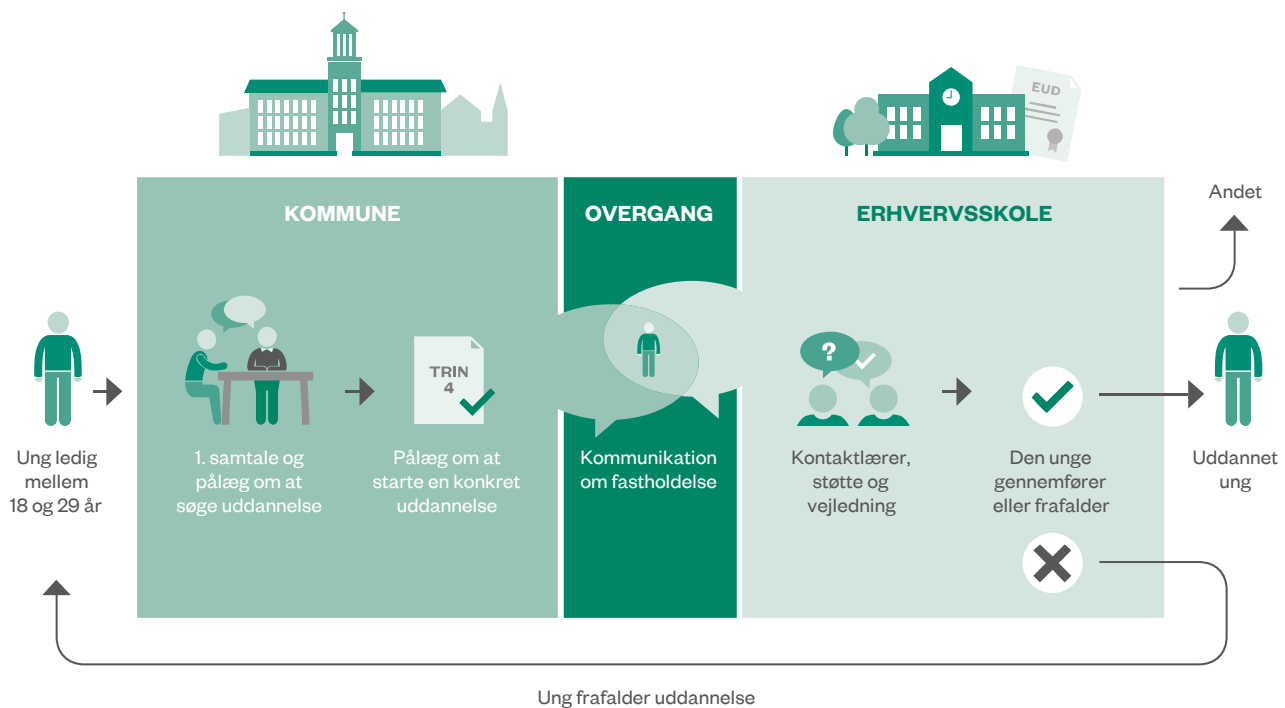 EUD
KOMMUNE
OVERGANG
ERHVERVSSKOLE
Andet
TRIN
4
?
Ung ledig
mellem
18 og 29 år
1. samtale og
pålæg om at
søge uddannelse
Pålæg om at
starte en konkret
uddannelse
Kommunikation
om fastholdelse
Kontaktlærer,
støtte og
vejledning
Den unge
gennemfører
eller frafalder
Uddannet
ung
Ung frafalder uddannelse